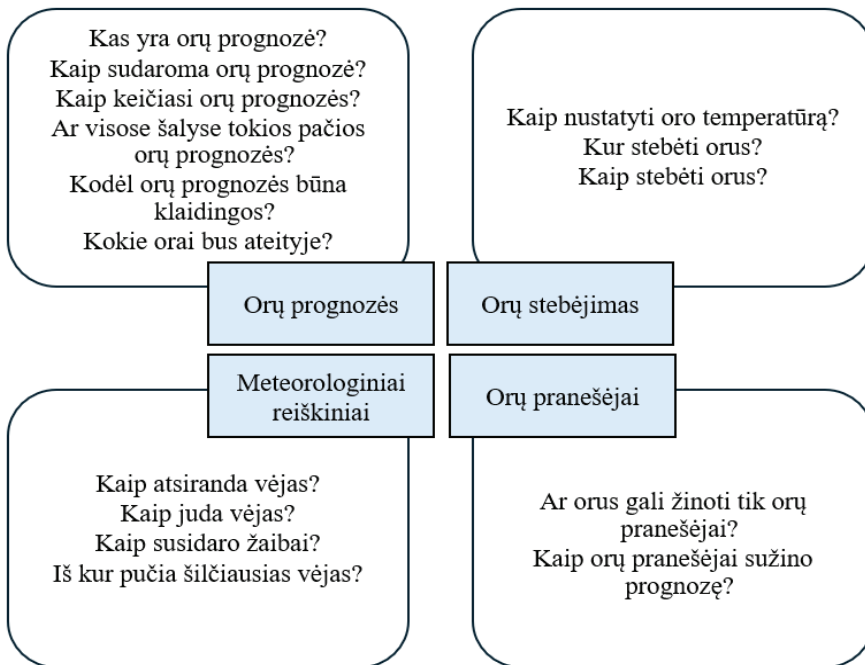 Kas yra orų prognozė?
Kaip sudaroma orų prognozė?
Kaip keičiasi orų prognozės?
Ar visose šalyse tokios pačios
orų prognozės?
Kodėl orų prognozės būna
klaidingos?
Kokie orai bus ateityje?
Kaip nustatyti oro temperatūrą?
Kur stebėti orus?
Kaip stebėti orus?
Orų prognozės
Orų stebėjimas
Meteorologiniai
reiškiniai
Orų pranešėjai
Kaip atsiranda vėjas?
Kaip juda vėjas?
Kaip susidaro žaibai?
Iš kur pučia šilčiausias vėjas?
Ar orus gali žinoti tik orų
pranešėjai?
Kaip orų pranešėjai sužino
prognozę?